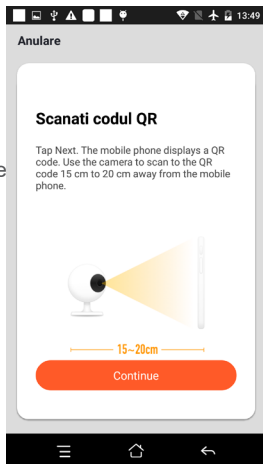 13:49
Anulare
Scanati codul QR
Tap Next. The mobile phone displays a QR
code. Use the camera to scan to the QR
code 15 cm to 20 cm away from the mobile
phone.
e
15~20cm
Continue